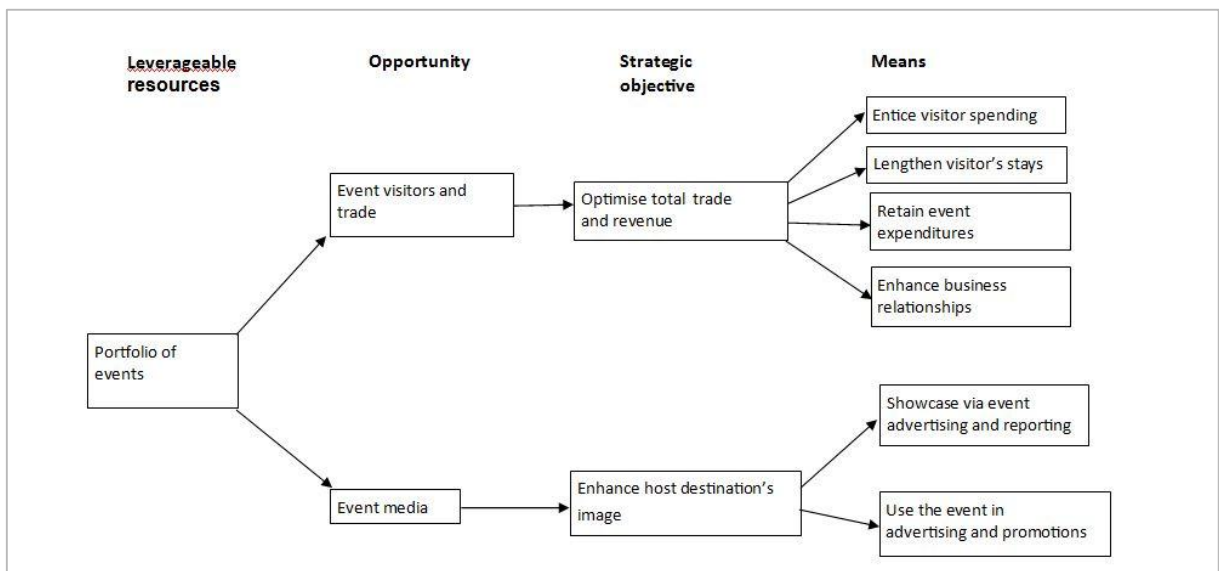 Leverageable
resources
Opportunity
Strategic
objective
Means
Entice visitor spending
Lengthen visitor's stays
Event visitors and
trade
Optimise total trade
and revenue
Retain event
expenditures
Enhance business
relationships
Portfolio of
events
Showcase via event
advertising and reporting
Event media
Enhance host destination's
image
Use the event in
advertising and promotions